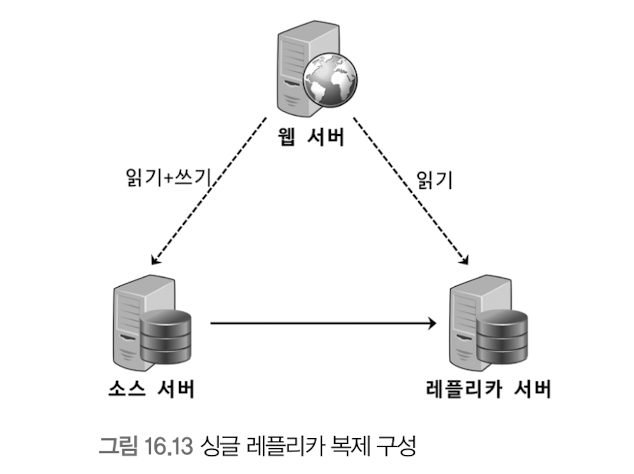 웹 서버
읽기+쓰기
읽기
소스 서버
레플리카 서버
그림 16.13 싱글 레플리카 복제 구성